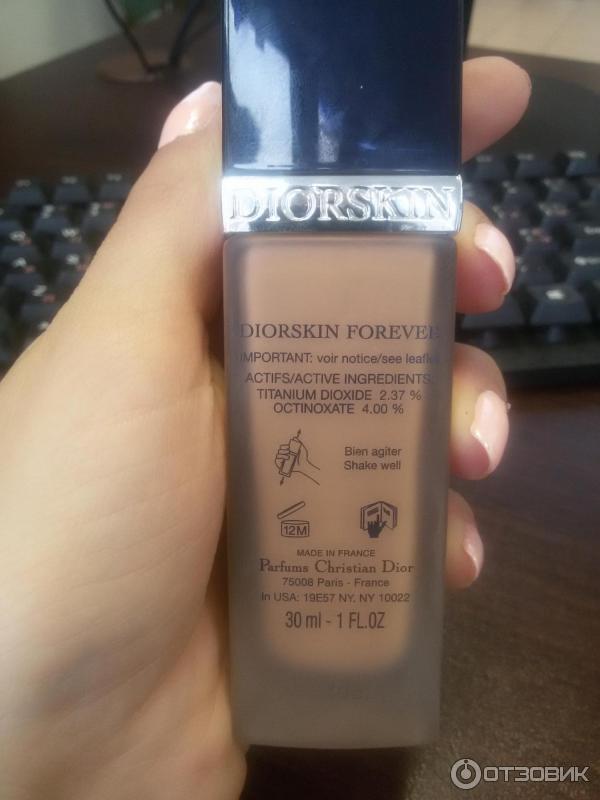 DIORSKIN
DIORSKIN FOREVER
IMPORTANT: voir notice/see leaflet
ACTIFS/ACTIVE INGREDIENTS:
TITANIUM DIOXIDE 2.37 %
OCTINOXATE 4.00 %
Bien agiter
Shake well
12M
MADE IN FRANCE
Parfums Christian Dior
75008 Paris - France
In USA: 19E57 NY, NY 10022
30 ml - 1 FL.OZ
ОТЗОВИК